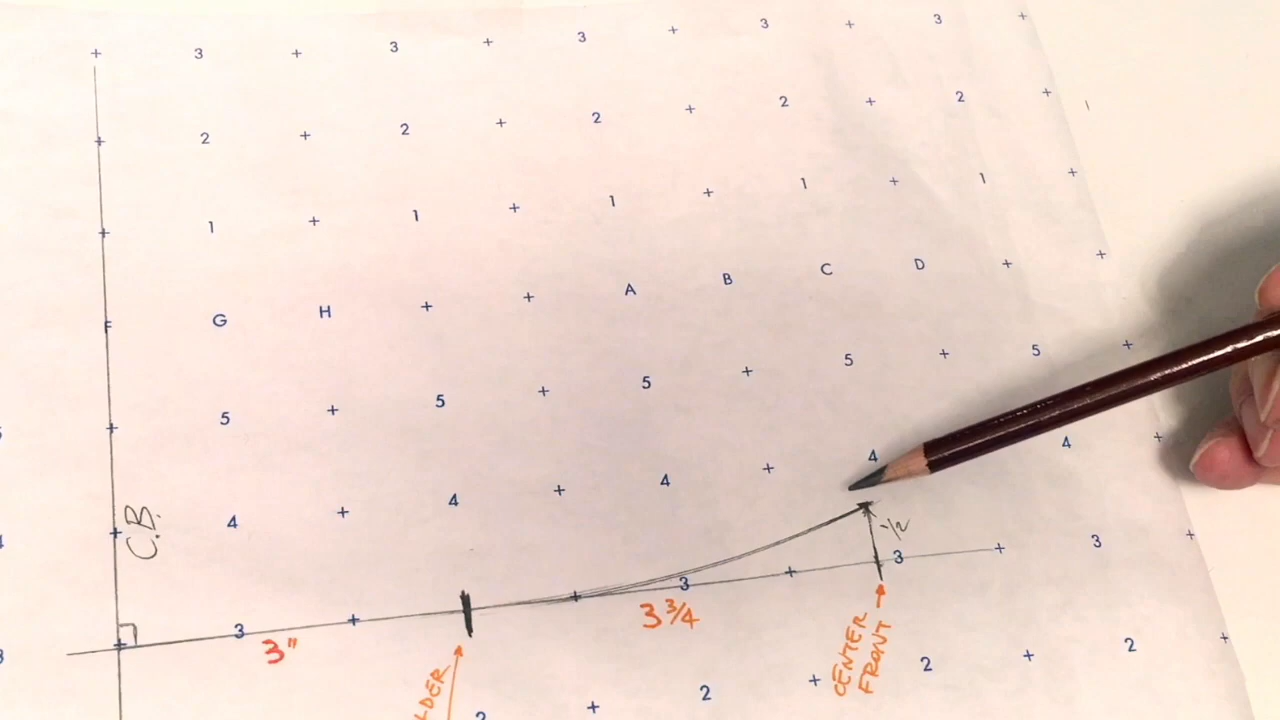 + 3 + 3 + 3 + 3 + 3 +
+ 2 + 2 + 2 + 2 + 2 +
+ 1 + 1 + 1 + 1 + 1 +
G H + + A B C D + +
+ 5 + 5 + 5 + 5 + 5 +
+ 4 + 4 + 4 + 4 4 +
C.B.
1/2
+ 3 + + 3 + 3 + 3 +
3"
3 3/4
CENTER
FRONT
2 + 2 + 2 + 2 +